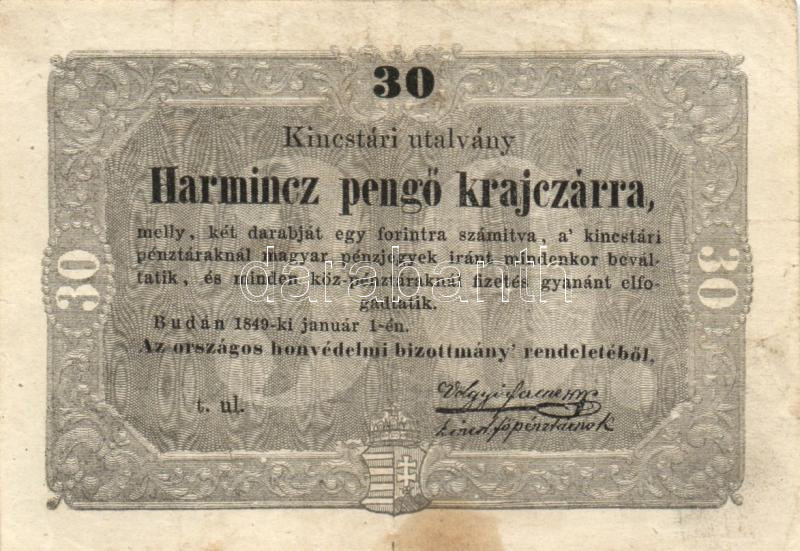 30
Kincstári utalvány
Harmincz pengő krajczárra,
melly, két darabját egy forintra számitva, a' kincstári
pénztáraknál magyar pénzjegyek iránt mindenkor bevál-
tatik, és minden köz-pénztáraknál fizetés gyanánt elfo-
gadtatik.
Budán 1849-ki január 1-én.
Az országos honvédelmi bizottmány' rendeletéből,
t. ul.
30
30
darabanth